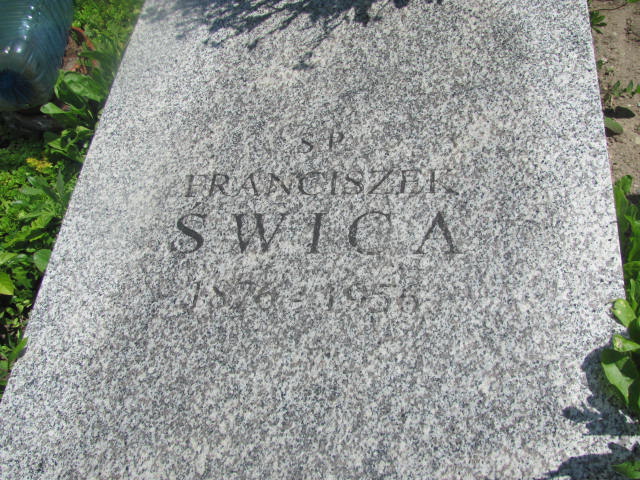 Ś.P.
FRANCISZEK
ŚWICA
1876-1956